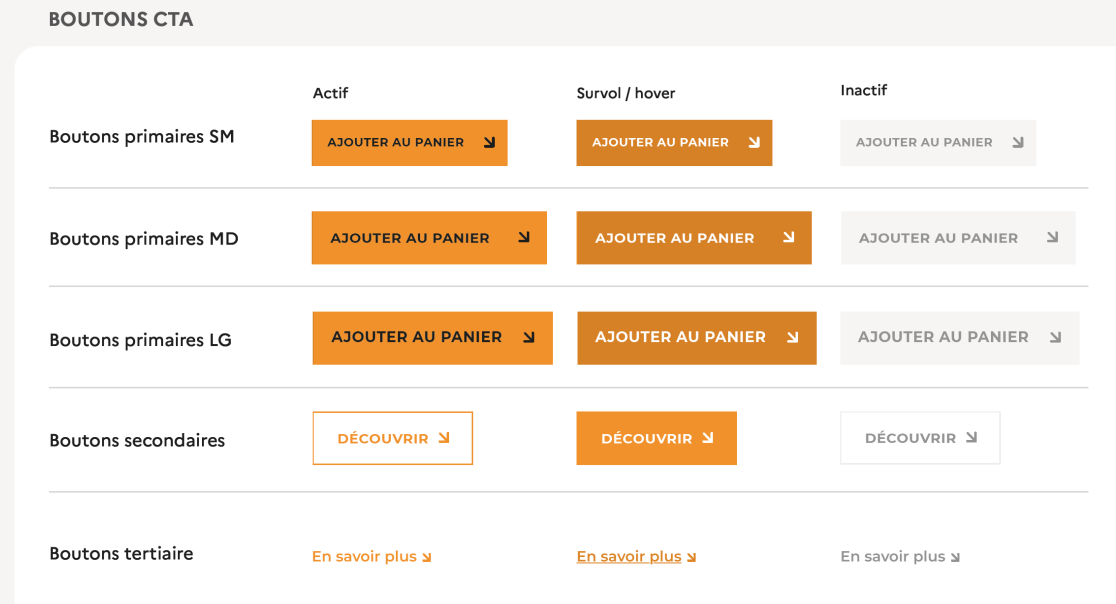 BOUTONS CTA
Actif Survol / hover Inactif
Boutons primaires SM AJOUTER AU PANIER AJOUTER AU PANIER AJOUTER AU PANIER
Boutons primaires MD AJOUTER AU PANIER AJOUTER AU PANIER AJOUTER AU PANIER
Boutons primaires LG AJOUTER AU PANIER AJOUTER AU PANIER AJOUTER AU PANIER
Boutons secondaires DÉCOUVRIR DÉCOUVRIR DÉCOUVRIR
Boutons tertiaire En savoir plus En savoir plus En savoir plus